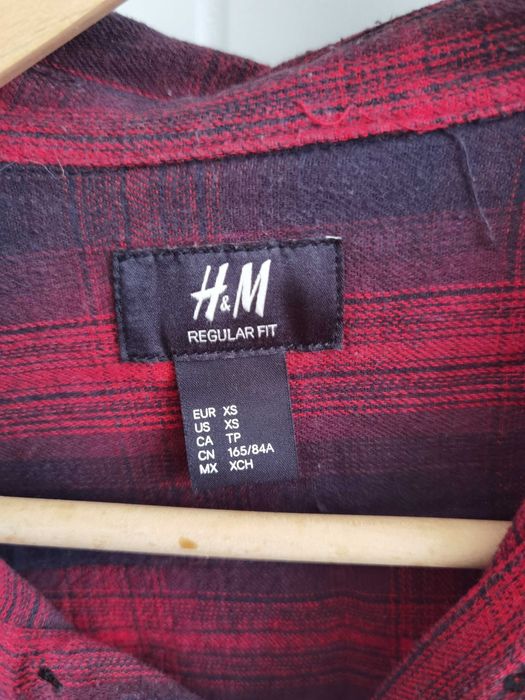 H&M
REGULAR FIT
EUR XS
US XS
CA TP
CN 165/84A
MX XCH